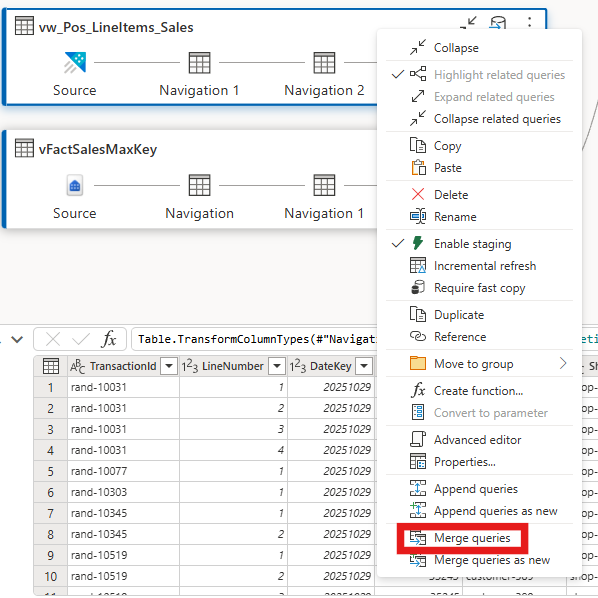 vw_Pos_LineItems_Sales
Source Navigation 1 Navigation 2
vFactSalesMaxKey
Source Navigation Navigation 1
Collapse
Highlight related queries
Expand related queries
Collapse related queries
Copy
Paste
Delete
Rename
Enable staging
Incremental refresh
Require fast copy
Duplicate
Reference
Move to group
Create function...
Convert to parameter
Advanced editor
Properties...
Append queries
Append queries as new
Merge queries
Merge queries as new
fx Table.TransformColumnTypes(#"Navigat
ABC TransactionId 123 LineNumber 123 DateKey
1 rand-10031 1 20251029
2 rand-10031 2 20251029
3 rand-10031 3 20251029
4 rand-10031 4 20251029
5 rand-10077 1 20251029
6 rand-10303 1 20251029
7 rand-10345 1 20251029
8 rand-10345 2 20251029
9 rand-10519 1 20251029
10 rand-10519 2 20251029